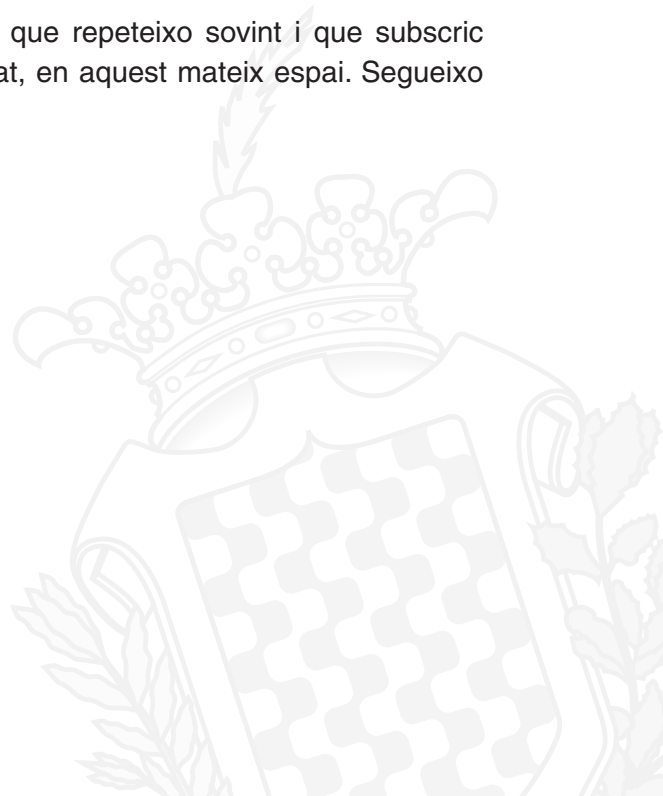 que repeteixo sovint i que subscric
at, en aquest mateix espai. Segueixo